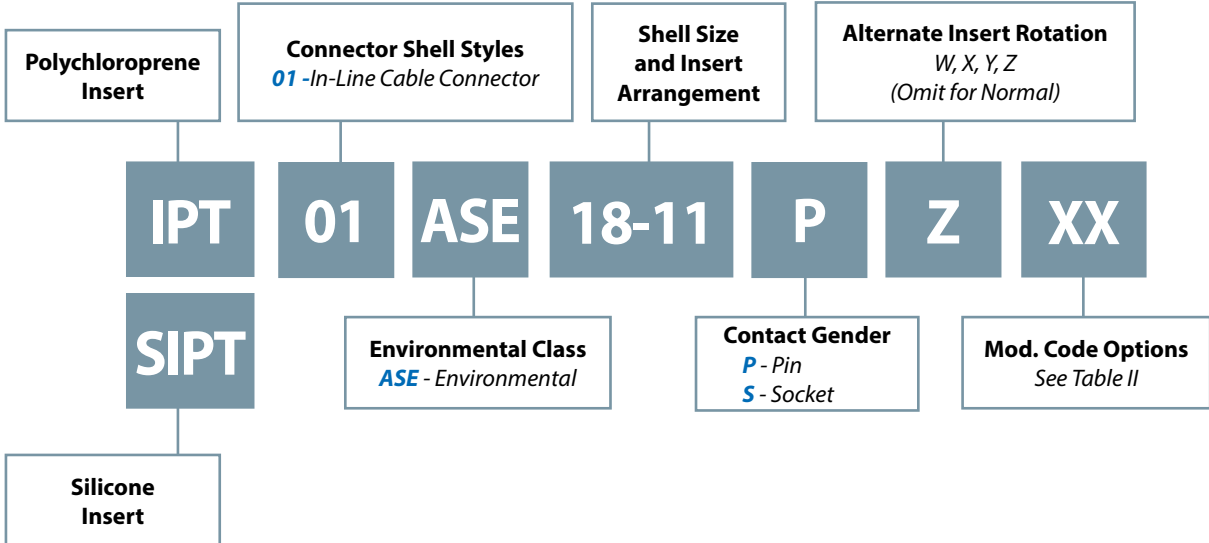 Polychloroprene
Insert
Connector Shell Styles
01 -In-Line Cable Connector
Shell Size
and Insert
Arrangement
Alternate Insert Rotation
W, X, Y, Z
(Omit for Normal)
IPT
01
ASE
18-11
P
Z
XX
SIPT
Environmental Class
ASE - Environmental
Contact Gender
P - Pin
S - Socket
Mod. Code Options
See Table II
Silicone
Insert